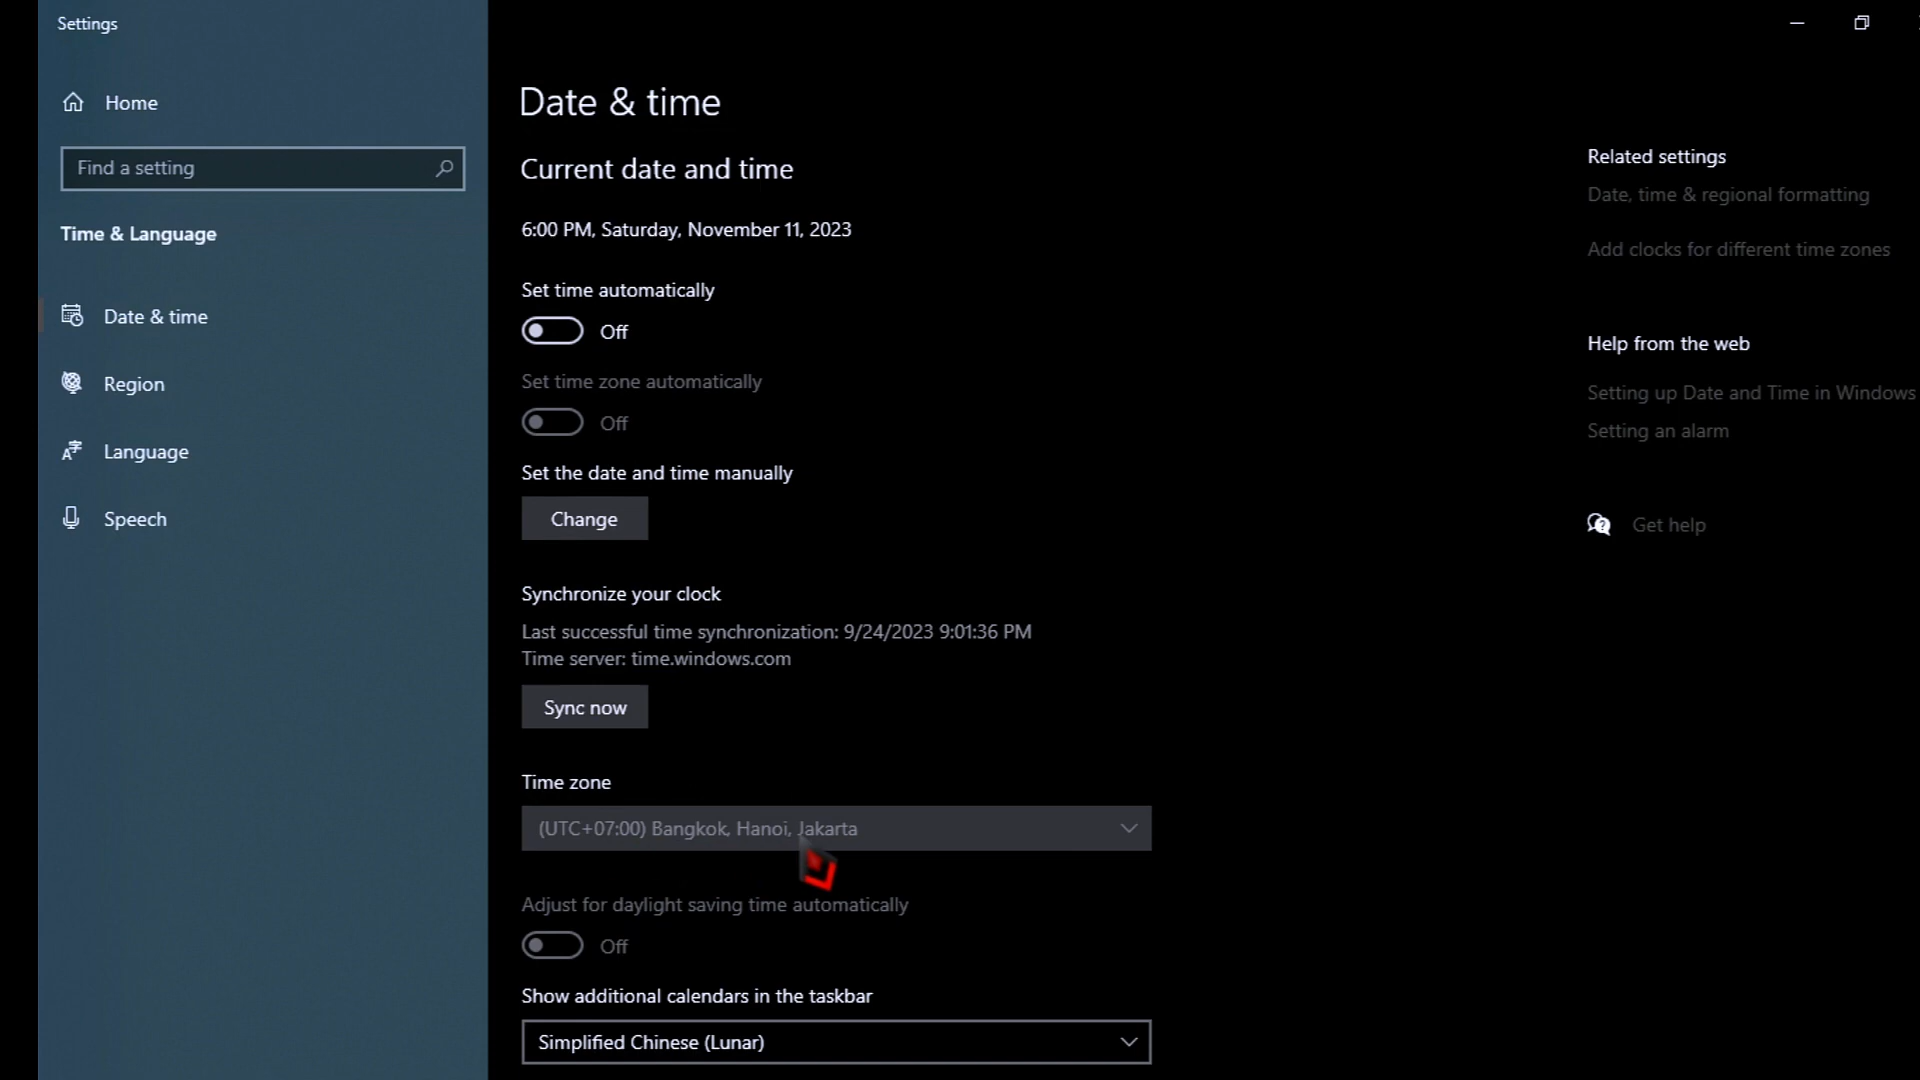 Settings
Home
Find a setting
Time & Language
Date & time
Region
Language
Speech
Date & time
Current date and time
6:00 PM, Saturday, November 11, 2023
Set time automatically
Off
Set time zone automatically
Off
Set the date and time manually
Change
Synchronize your clock
Last successful time synchronization: 9/24/2023 9:01:36 PM
Time server: time.windows.com
Sync now
Time zone
(UTC+07:00) Bangkok, Hanoi, Jakarta
Adjust for daylight saving time automatically
Off
Show additional calendars in the taskbar
Simplified Chinese (Lunar)
Related settings
Date, time & regional formatting
Add clocks for different time zones
Help from the web
Setting up Date and Time in Windows
Setting an alarm
Get help